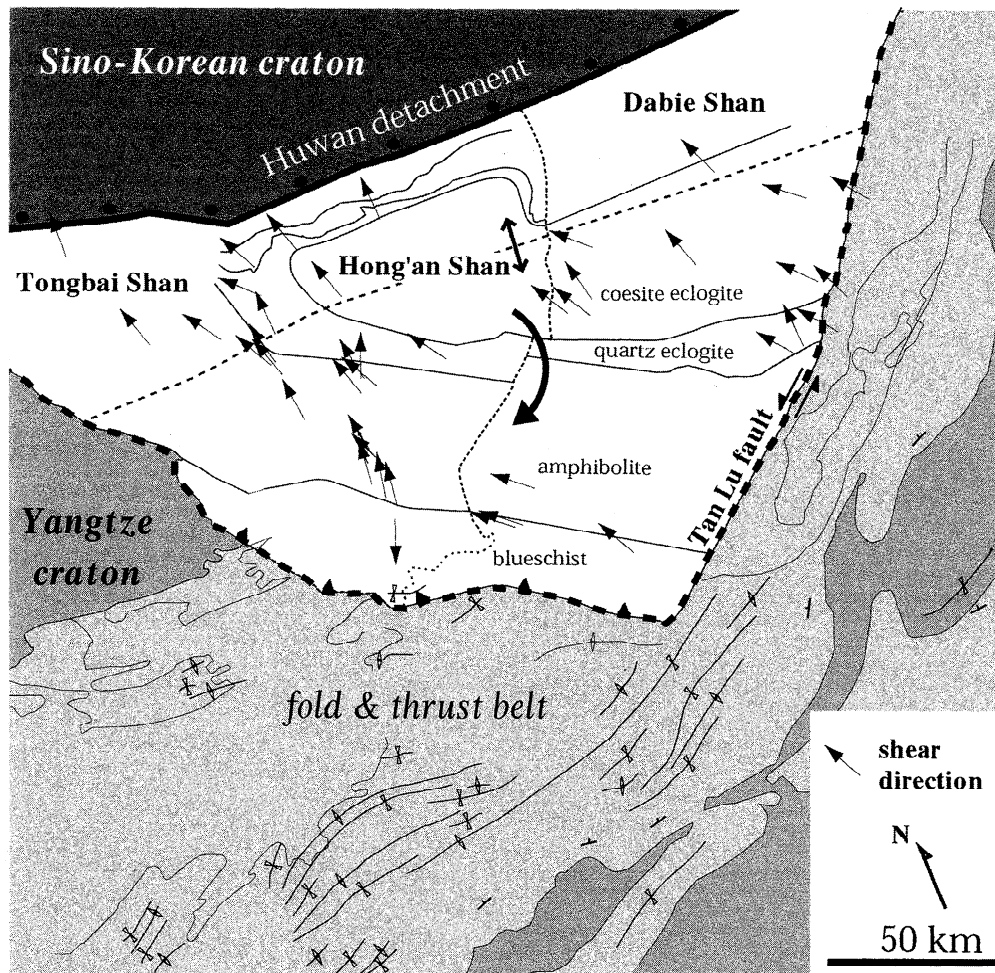 Sino-Korean craton
Huwan detachment
Dabie Shan
Tongbai Shan
Hong'an Shan
coesite eclogite
quartz eclogite
amphibolite
Tan Lu fault
Yangtze
craton
blueschist
fold & thrust belt
shear
direction
N
50 km